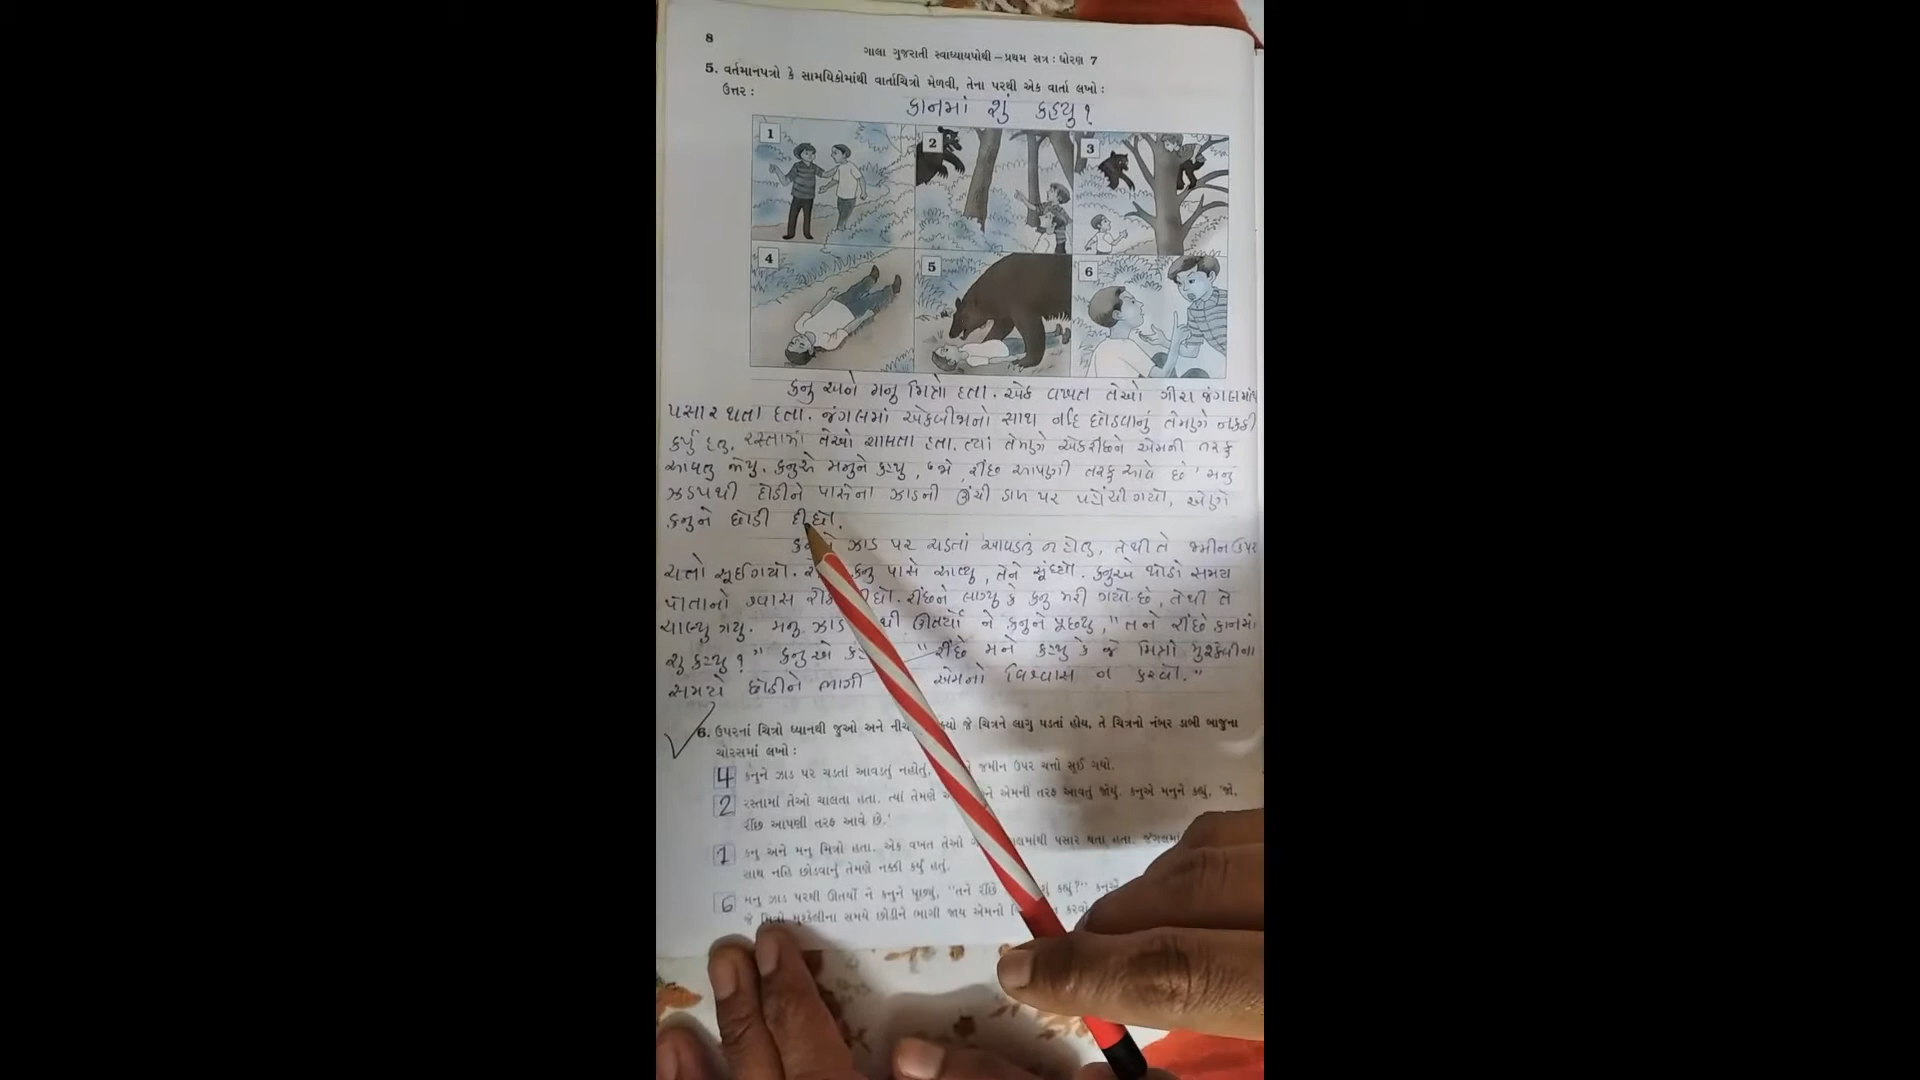 8
ગાલા ગુજરાતી સ્વાધ્યાયપોથી – પ્રથમ સત્ર : ધોરણ 7
5. વર્તમાનપત્રો કે સામયિકોમાંથી વાર્તાચિત્રો મેળવી, તેના પરથી એક વાર્તા લખો :
ઉત્તર :
કાનમાં શું કહ્યુ ?
1 2 3
4 5 6
કનુ અને મનુ મિત્રો હતા. એક વખત તેઓ ગીચ જંગલમાંથી
પસાર થતા હતા. જંગલમાં એકબીજાનો સાથ નહિ છોડવાનું તેમણે નક્કી
કર્યું હતુ. રસ્તામાં તેઓ ચાલતા હતા. ત્યાં તેમણે એક રીંછને એમની તરફ
આવતુ જોયુ. કનુએ મનુને કહ્યુ, 'જો, રીંછ આપણી તરફ આવે છે' મનુ
ઝડપથી દોડીને પાસેના ઝાડની ઊંચી ડાળ પર પહોંચી ગયો, એણે
કનુને છોડી દીધો.
ઝાડ પર ચડતાં આવડતું ન હોતુ, તેથી તે જમીન ઉપર
ચતો સૂઈ ગયો. કનુ પાસે આવ્યુ, તેને સૂંઘ્યો. કનુએ થોડો સમય
પોતાનો શ્વાસ રીંછને લાગ્યુ કે કનુ મરી ગયો છે, તેથી તે
ચાલ્યુ ગયુ. મનુ ઝાડ ઊતર્યો ને કનુને પૂછ્યુ, "તને રીંછે કાનમાં
શુ કહ્યુ ?" કનુએ "રીંછે મને કહ્યુ કે જે મિત્રો મુશ્કેલીના
સમયે છોડીને ભાગી એમનો વિશ્વાસ ન કરવો."
6. ઉપરનાં ચિત્રો ધ્યાનથી જુઓ અને જે ચિત્રને લાગુ પડતાં હોય, તે ચિત્રનો નંબર ડાબી બાજુના
ચોરસમાં લખો :
4 કનુને ઝાડ પર ચડતાં આવડતું નહોતું, જમીન ઉપર ચત્તો સૂઈ ગયો.
2 રસ્તામાં તેઓ ચાલતા હતા. ત્યાં તેમણે એમની તરફ આવતું જોયું. કનુએ મનુને કહ્યું, 'જો,
રીંછ આપણી તરફ આવે છે.'
1 કનુ અને મનુ મિત્રો હતા. એક વખત તેઓ પસાર થતા હતા.
સાથ નહિ છોડવાનું તેમણે નક્કી કર્યું હતું.
6 મનુ ઝાડ પરથી ઊતર્યો ને કનુને પૂછ્યું, "તને રીંછે કહ્યું?"
જે મિત્રો મુશ્કેલીના સમયે છોડીને ભાગી જાય એમનો